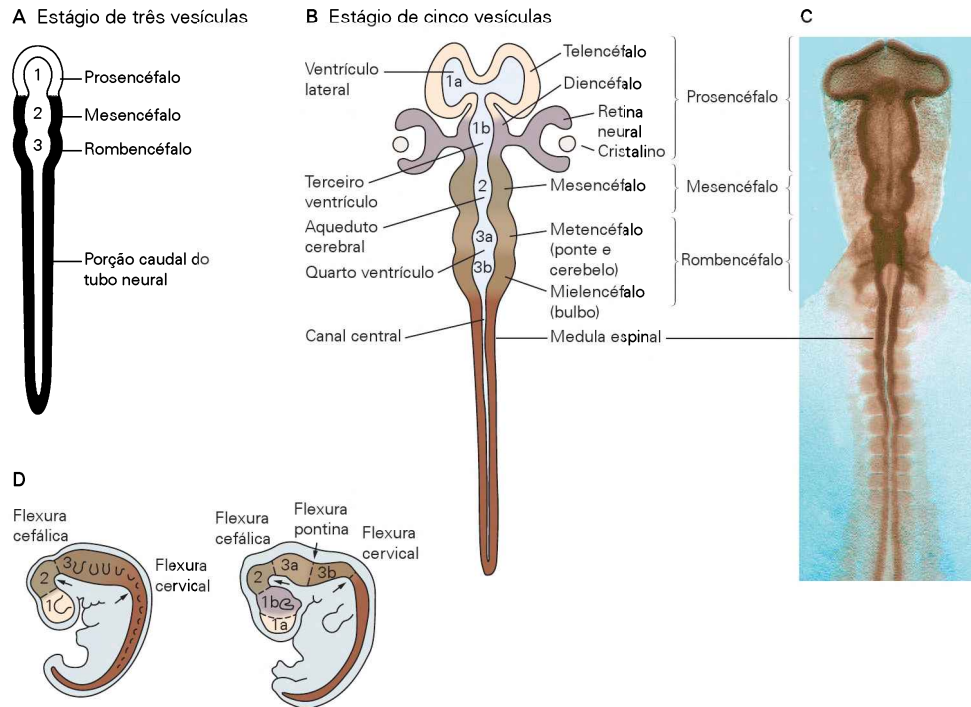 A Estágio de três vesículas
1
Prosencéfalo
2
Mesencéfalo
3
Rombencéfalo
Porção caudal do
tubo neural
B Estágio de cinco vesículas
Ventrículo
lateral
1a
Telencéfalo
Diencéfalo
Retina
neural
Cristalino
1b
Terceiro
ventrículo
2
Mesencéfalo
Aqueduto
cerebral
3a
Metencéfalo
(ponte e
cerebelo)
Quarto ventrículo
3b
Mielencéfalo
(bulbo)
Canal central
Medula espinal
Prosencéfalo
Mesencéfalo
Rombencéfalo
C
D
Flexura
cefálica
3
2
1
Flexura
cervical
Flexura
cefálica
Flexura
pontina
Flexura
cervical
3a
3b
2
1b
1a